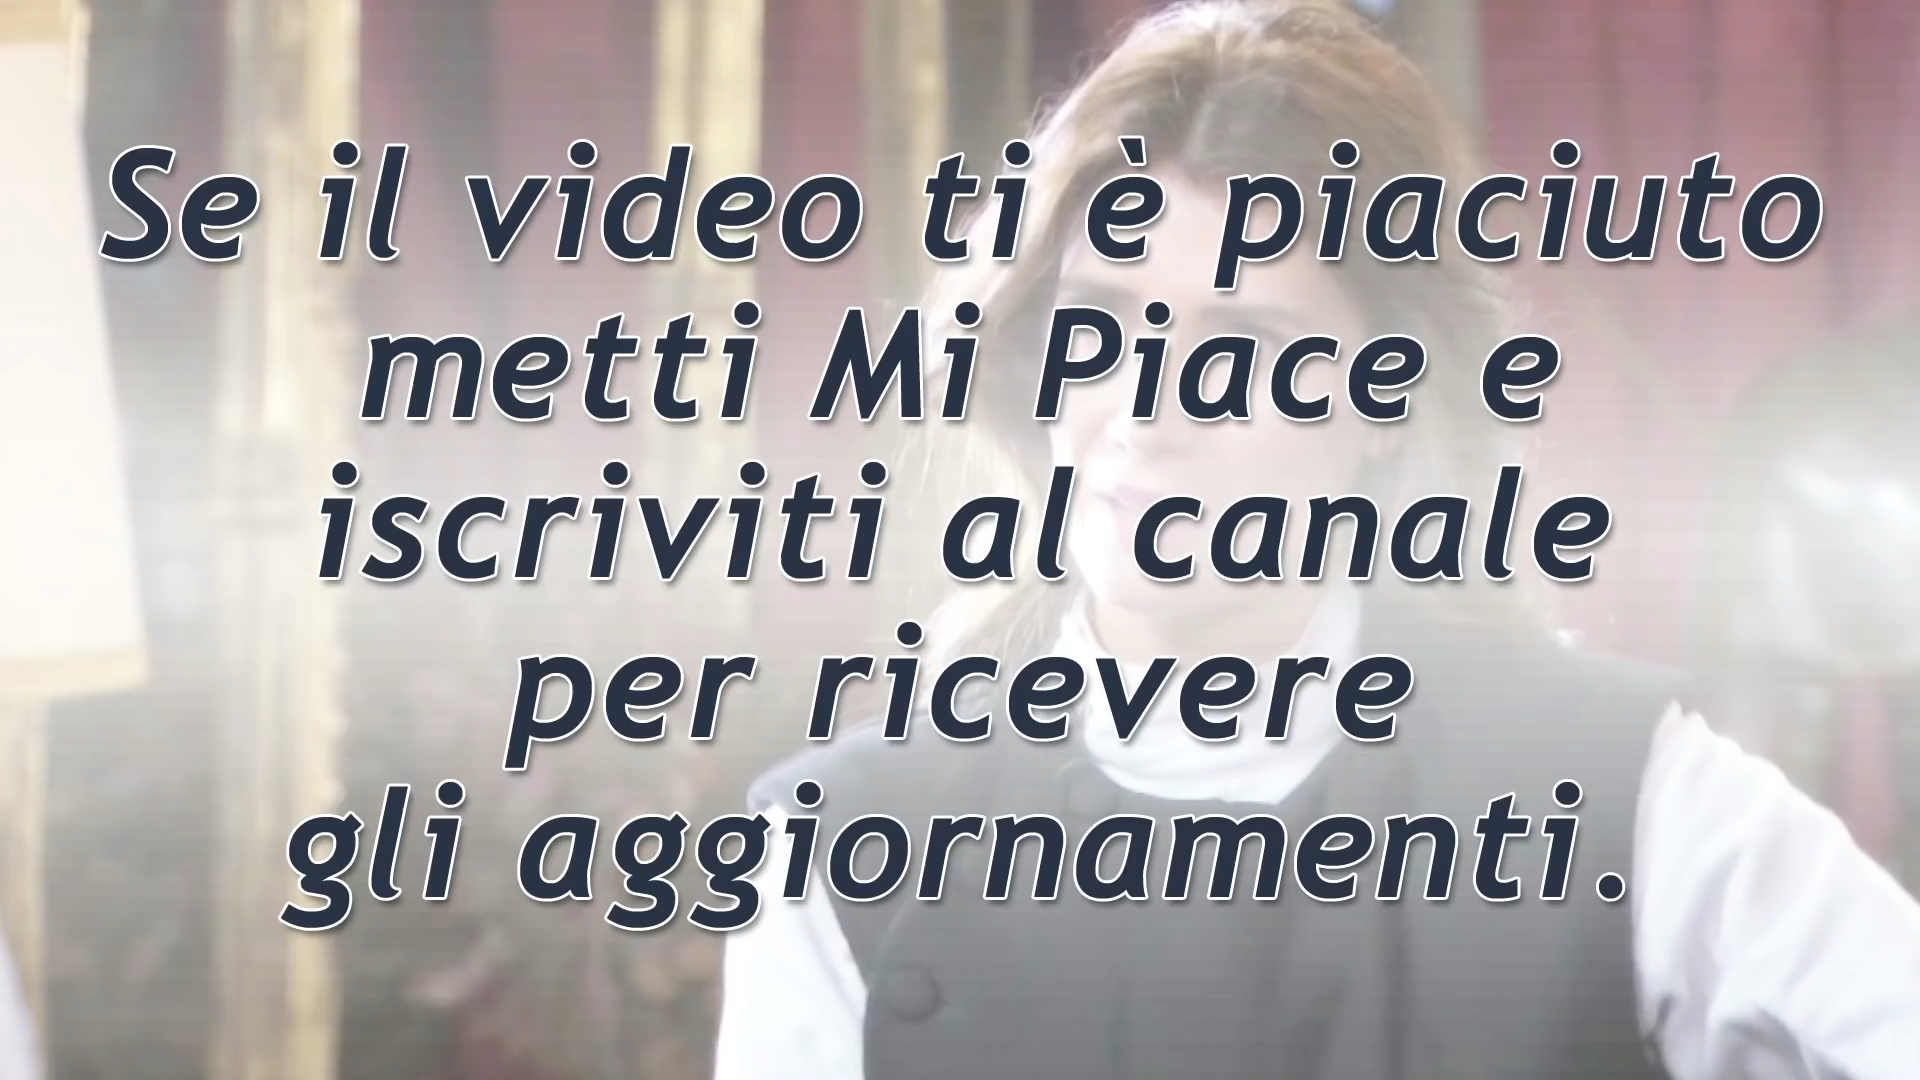 Se il video ti è piaciuto
metti Mi Piace e
iscriviti al canale
per ricevere
gli aggiornamenti.